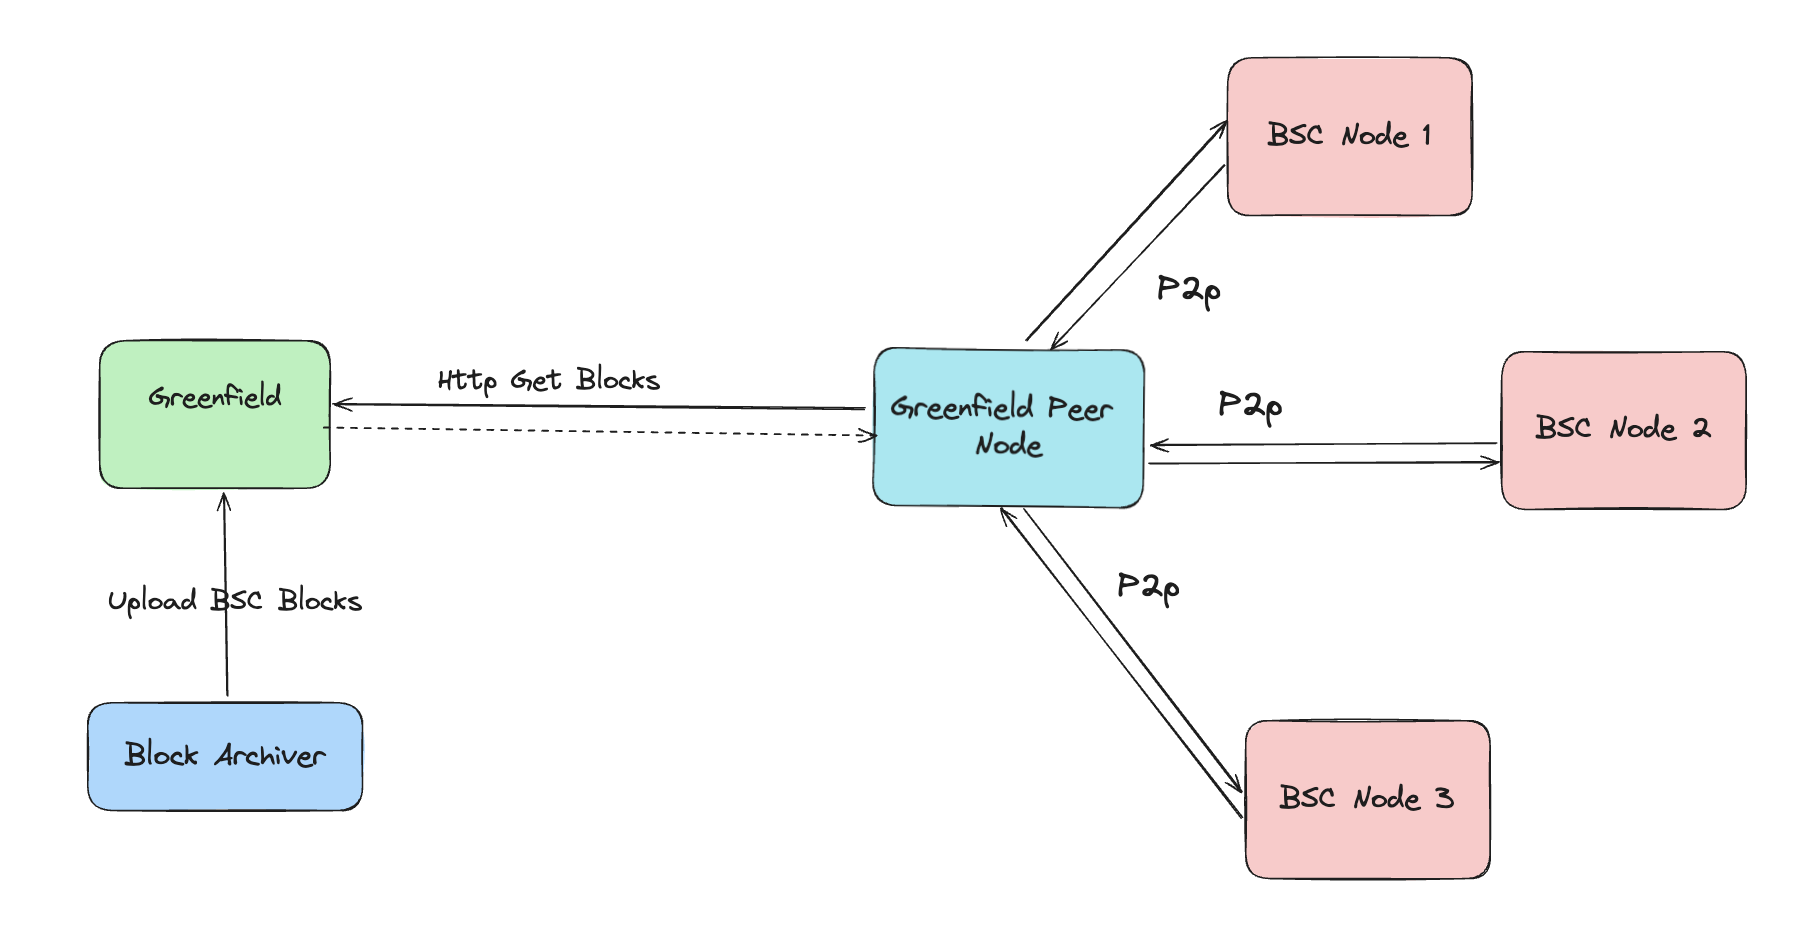 BSC Node 1
P2p
Greenfield
Http Get Blocks
Greenfield Peer
Node
P2p
BSC Node 2
Upload BSC Blocks
P2p
Block Archiver
BSC Node 3